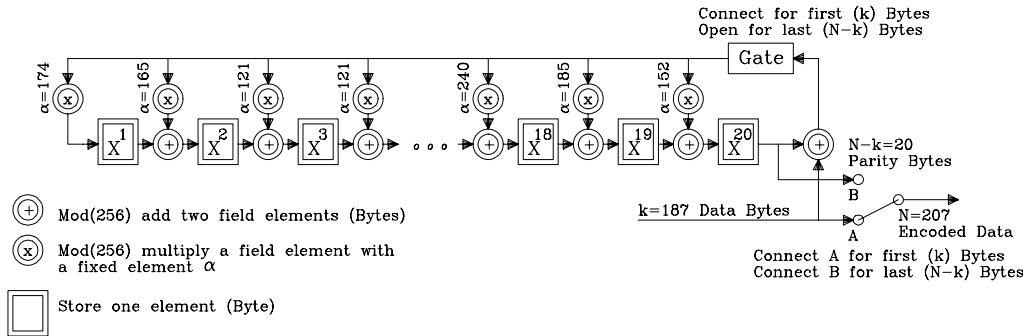 Connect for first (k) Bytes
Open for last (N-k) Bytes
Gate
α=174
α=165
α=121
α=121
α=240
α=185
α=152
x x x x x x x
X1 + X2 + X3 + o o o + X18 + X19 + X20 +
N-k=20
Parity Bytes
B
k=187 Data Bytes
A
N=207
Encoded Data
Connect A for first (k) Bytes
Connect B for last (N-k) Bytes
+ Mod(256) add two field elements (Bytes)
x Mod(256) multiply a field element with
a fixed element α
Store one element (Byte)